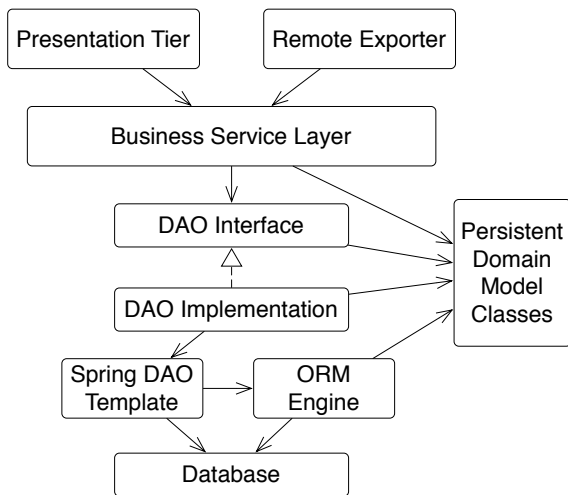 Presentation Tier
Remote Exporter
Business Service Layer
DAO Interface
Persistent
Domain
Model
Classes
DAO Implementation
Spring DAO
Template
ORM
Engine
Database